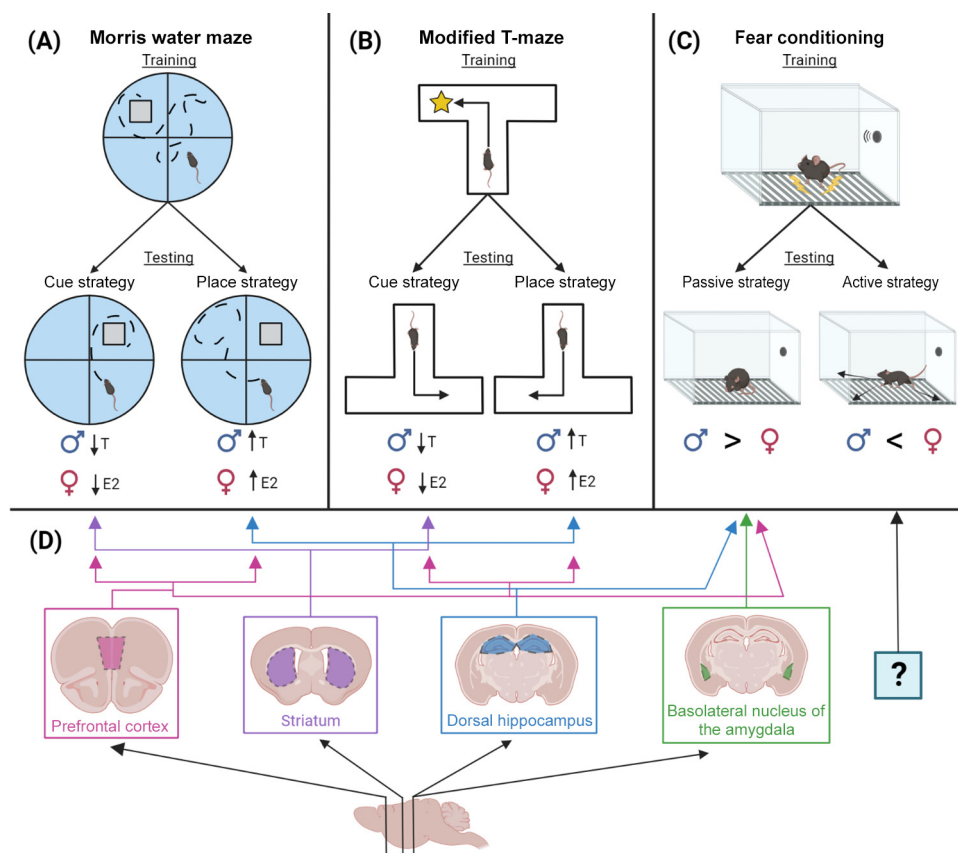 (A) Morris water maze
Training
Testing
Cue strategy Place strategy
♂ ↓T ♂ ↑T
♀ ↓E2 ♀ ↑E2
(B) Modified T-maze
Training
Testing
Cue strategy Place strategy
♂ ↓T ♂ ↑T
♀ ↓E2 ♀ ↑E2
(C) Fear conditioning
Training
Testing
Passive strategy Active strategy
♂ > ♀ ♂ < ♀
(D)
Prefrontal cortex
Striatum
Dorsal hippocampus
Basolateral nucleus of
the amygdala
?